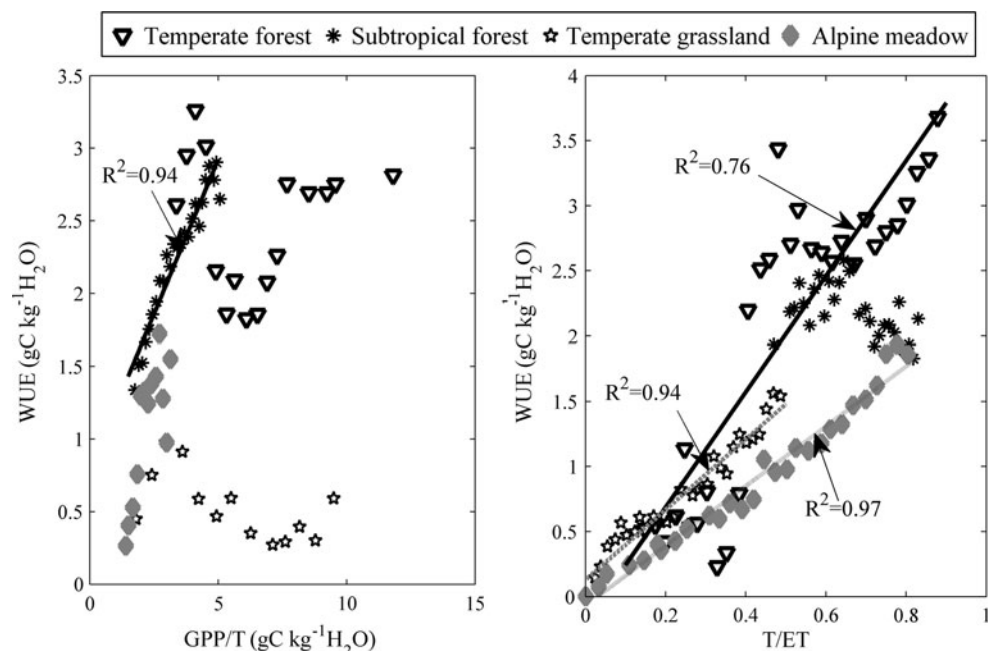 Temperate forest Subtropical forest Temperate grassland Alpine meadow
3.5
3
2.5
2
1.5
1
0.5
0
WUE (gC kg⁻¹H₂O)
R²=0.94
0 5 10 15
GPP/T (gC kg⁻¹H₂O)
4
3.5
3
2.5
2
1.5
1
0.5
0
WUE (gC kg⁻¹H₂O)
R²=0.76
R²=0.94
R²=0.97
0 0.2 0.4 0.6 0.8 1
T/ET